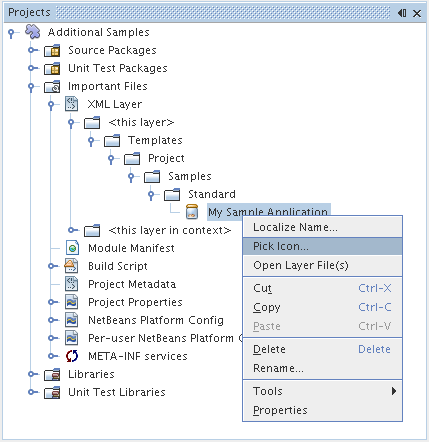 Projects
Additional Samples
Source Packages
Unit Test Packages
Important Files
XML Layer
<this layer>
Templates
Project
Samples
Standard
My Sample Application
<this layer in context>
Module Manifest
Build Script
Project Metadata
Project Properties
NetBeans Platform Config
Per-user NetBeans Platform C
META-INF services
Libraries
Unit Test Libraries
Localize Name...
Pick Icon...
Open Layer File(s)
Cut Ctrl-X
Copy Ctrl-C
Paste Ctrl-V
Delete Delete
Rename...
Tools
Properties